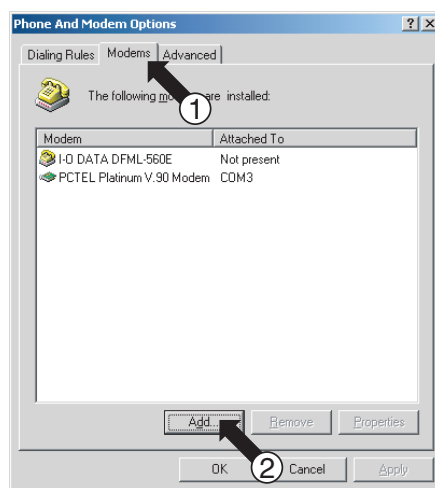 Phone And Modem Options
Dialing Rules Modems Advanced
The following are installed:
1
Modem Attached To
I-O DATA DFML-560E Not present
PCTEL Platinum V.90 Modem COM3
Add... Remove Properties
2
OK Cancel Apply